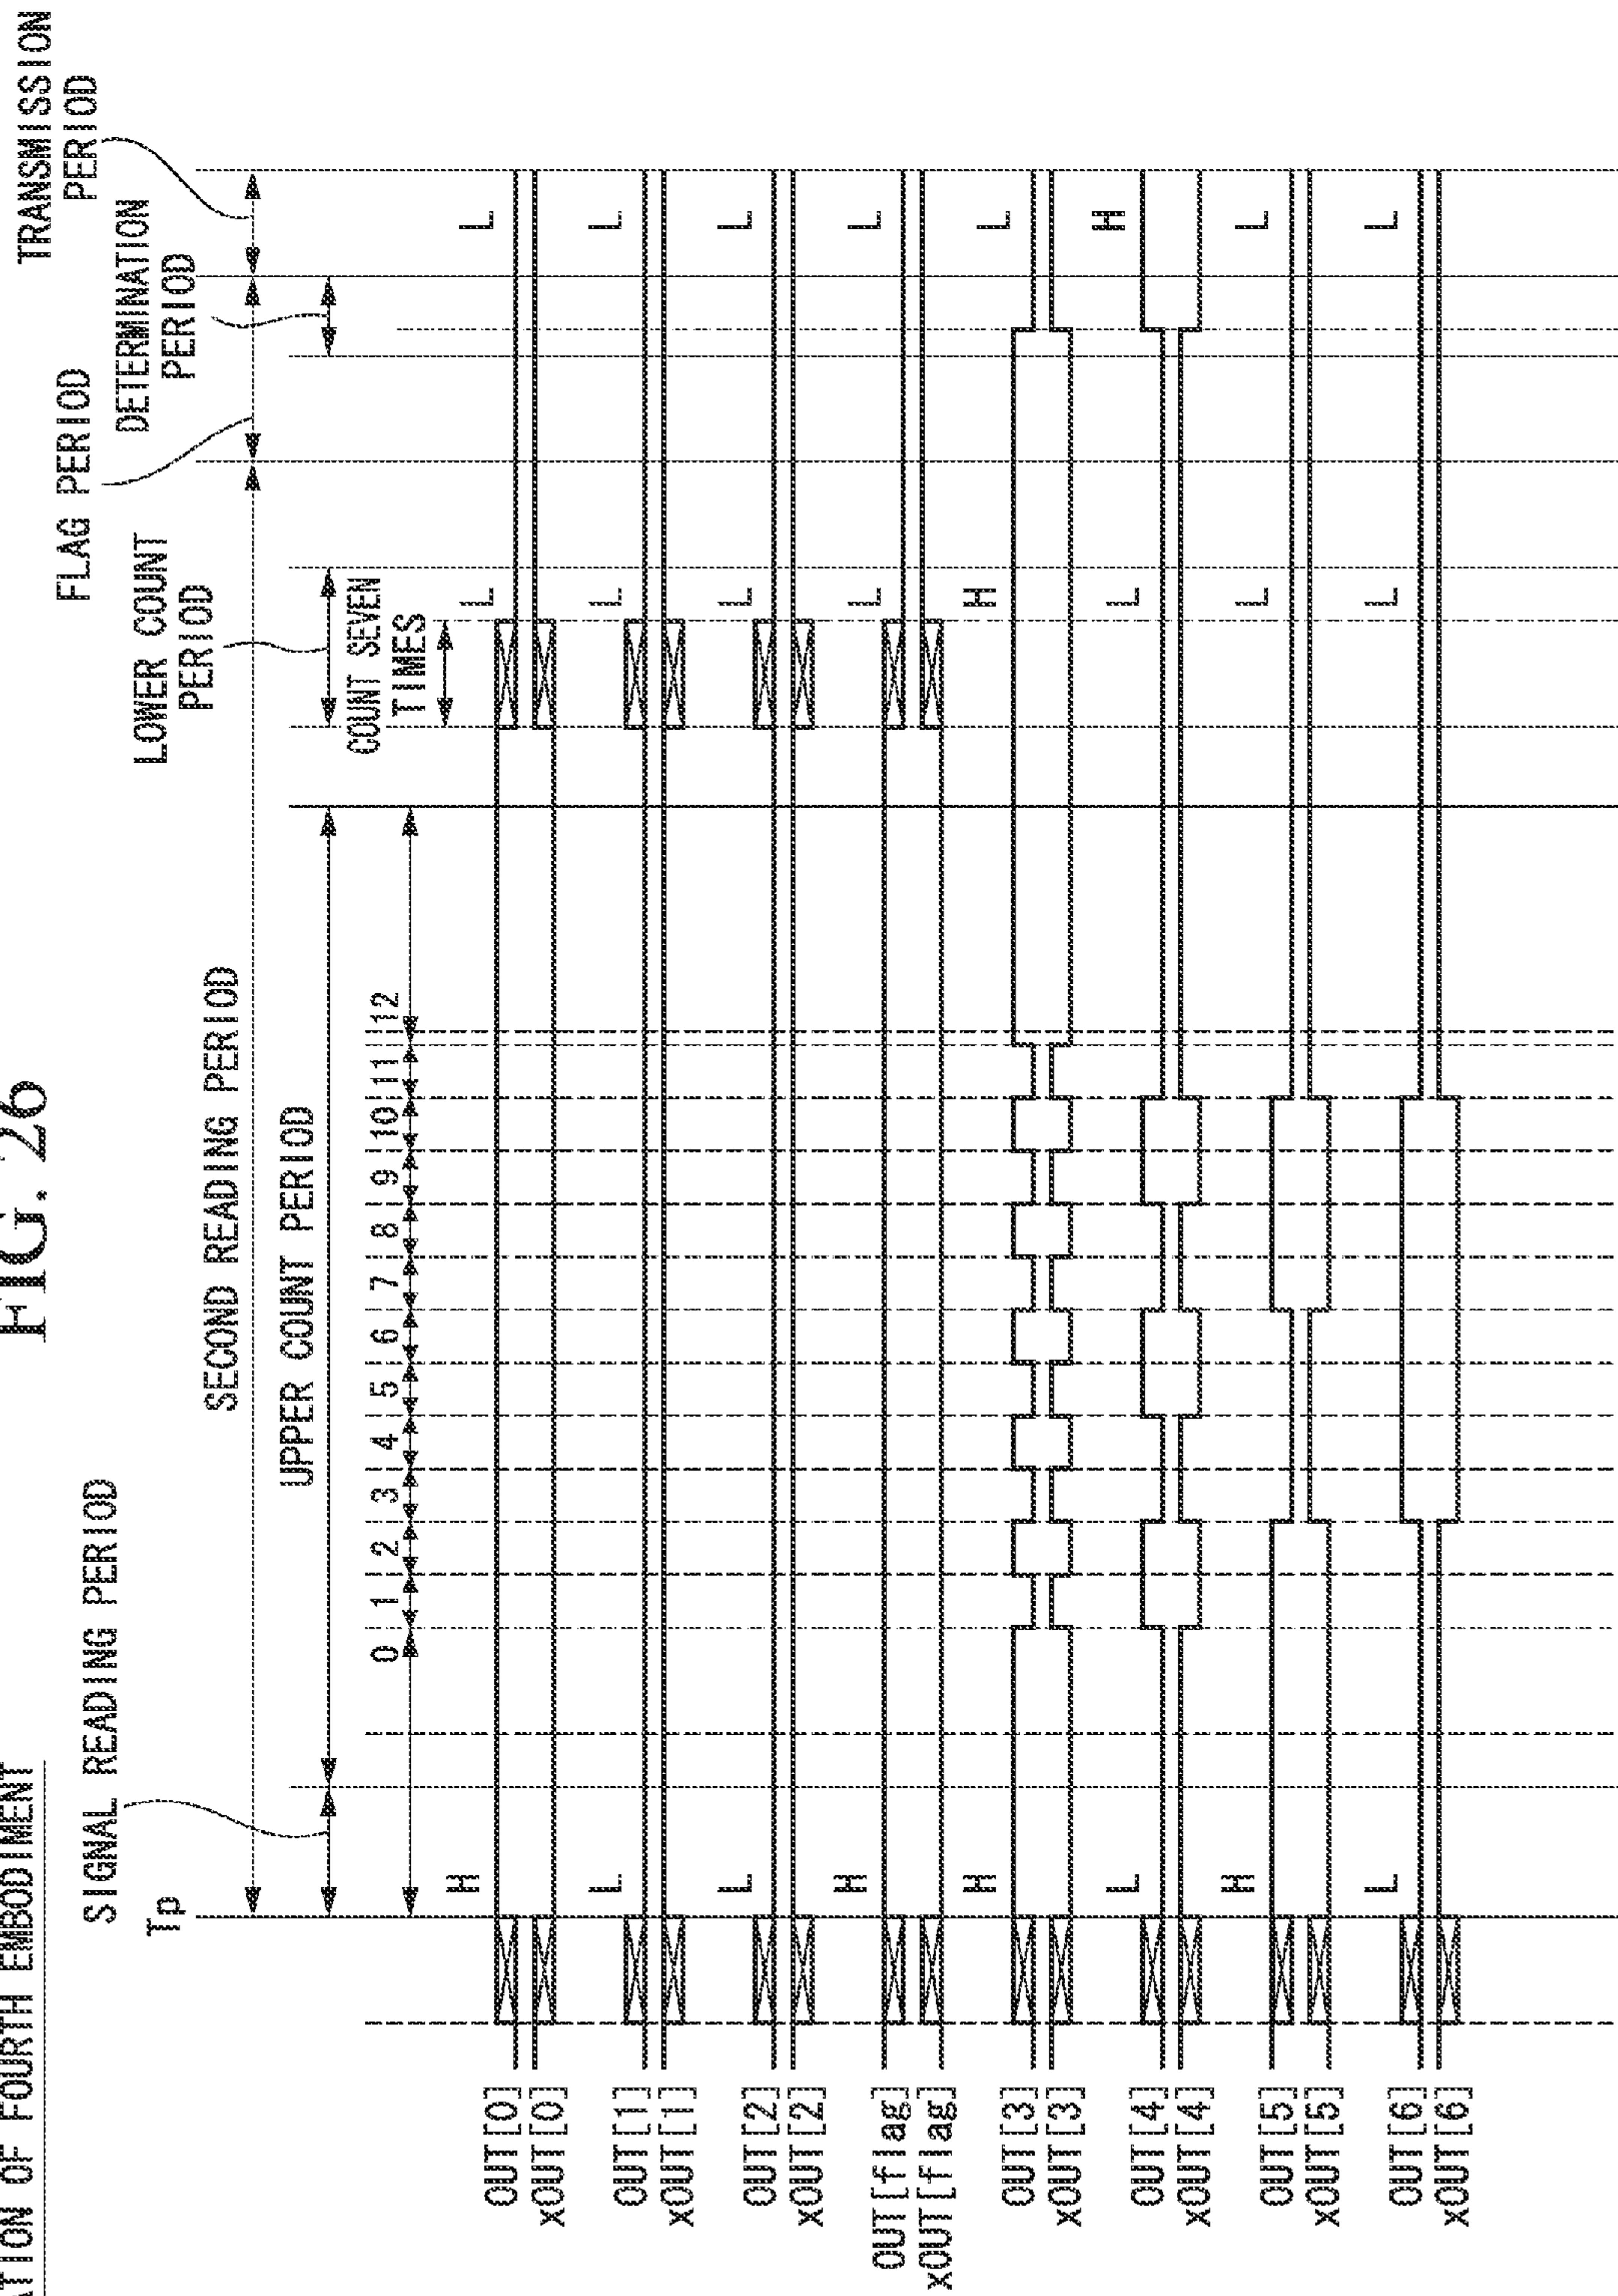 FIG. 26
OF FOURTH EMBODIMENT
TRANSMISSION
PERIOD
FLAG PERIOD
DETERMINATION
PERIOD
SIGNAL READING PERIOD
SECOND READING PERIOD
LOWER COUNT
PERIOD
Tp
UPPER COUNT PERIOD
COUNT SEVEN
TIMES
0 1 2 3 4 5 6 7 8 9 10 11 12
OUT[0] H L L
xOUT[0]
OUT[1] L L L
xOUT[1]
OUT[2] L L L
xOUT[2]
OUT[flag] H L L
xOUT[flag]
OUT[3] H H L
xOUT[3]
OUT[4] L L H
xOUT[4]
OUT[5] H L L
xOUT[5]
OUT[6] L L L
xOUT[6]